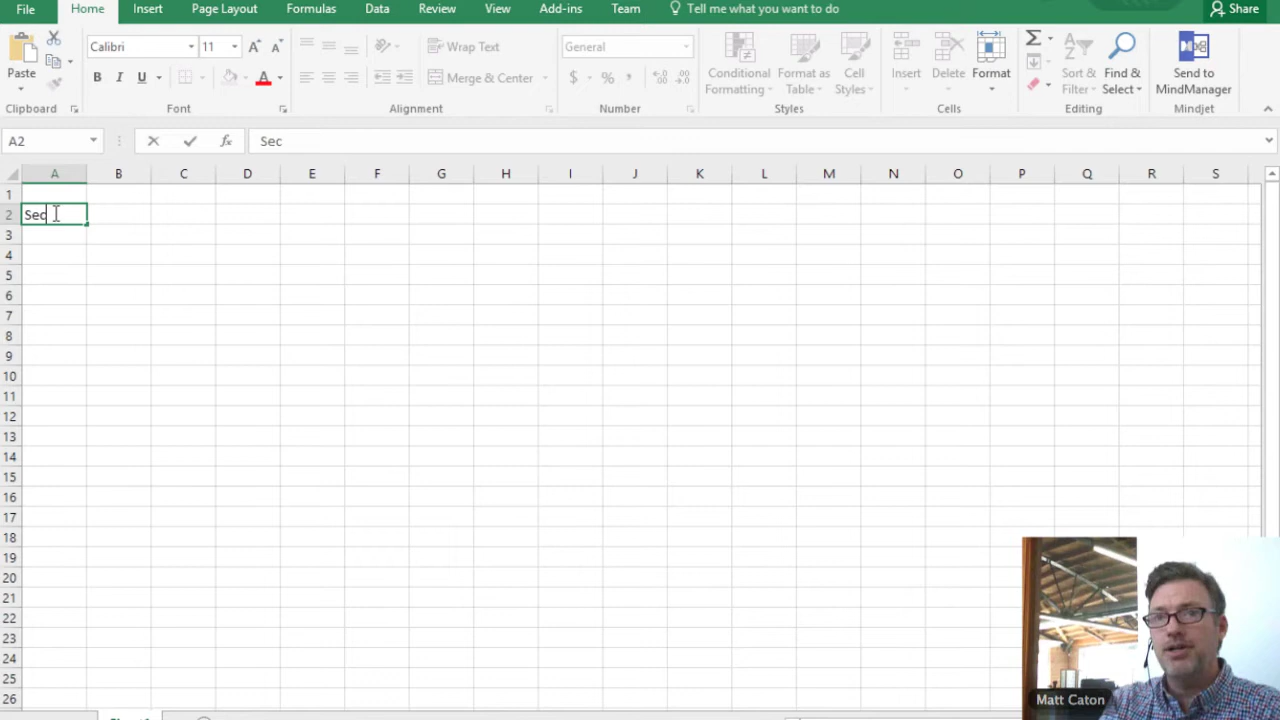 File Home Insert Page Layout Formulas Data Review View Add-ins Team Tell me what you want to do Share
Calibri 11 Wrap Text General
Paste Conditional Formatting Format as Table Cell Styles Insert Delete Format Sort & Filter Find & Select Send to MindManager
B I U A Merge & Center $ % ,
Clipboard Font Alignment Number Styles Cells Editing Mindjet
A2 fx Sec
A B C D E F G H I J K L M N O P Q R S
1
2 Sec
3
4
5
6
7
8
9
10
11
12
13
14
15
16
17
18
19
20
21
22
23
24
25
26
Matt Caton